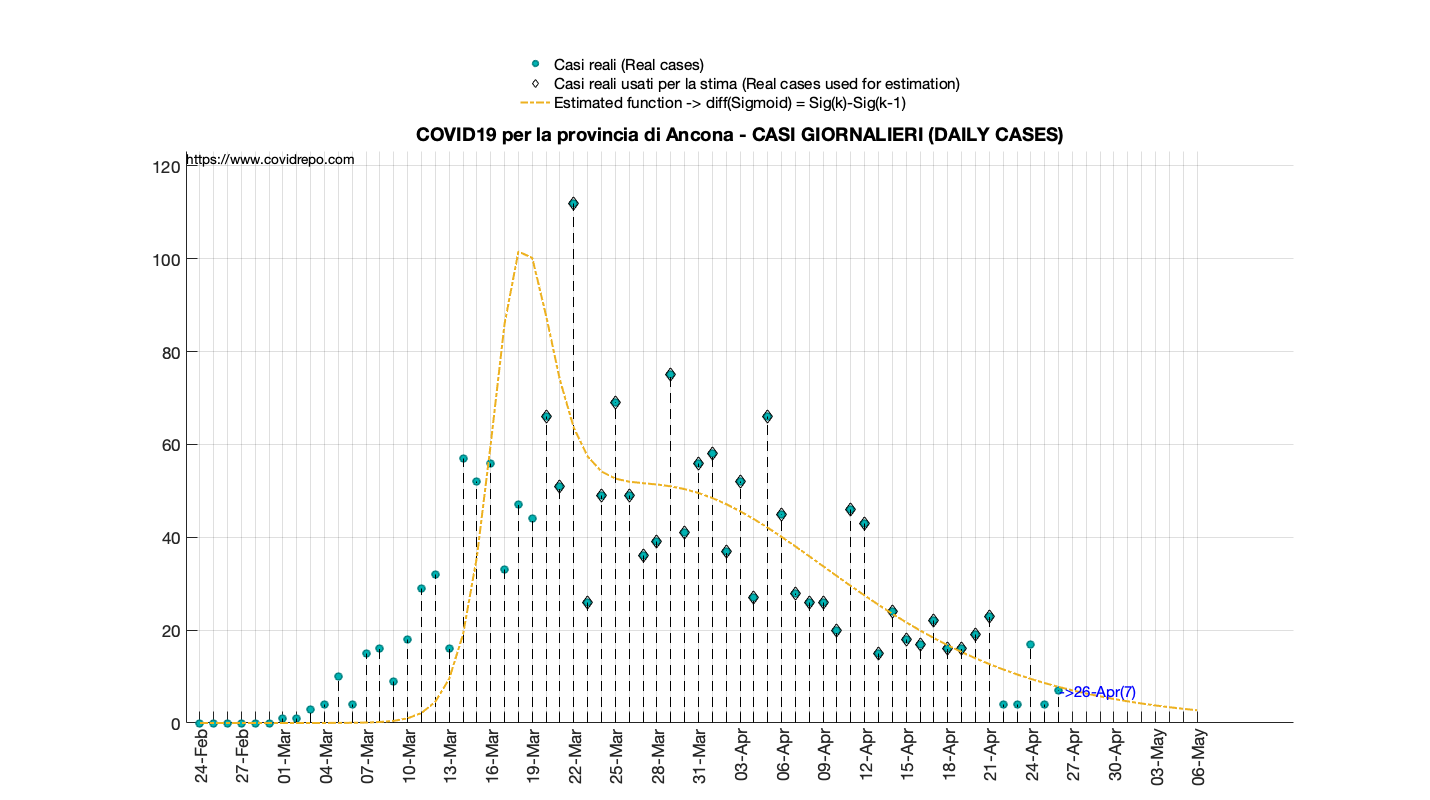 Casi reali (Real cases)
Casi reali usati per la stima (Real cases used for estimation)
Estimated function -> diff(Sigmoid) = Sig(k)-Sig(k-1)
COVID19 per la provincia di Ancona - CASI GIORNALIERI (DAILY CASES)
https://www.covidrepo.com
120
100
80
60
40
20
0
->26-Apr(7)
24-Feb
27-Feb
01-Mar
04-Mar
07-Mar
10-Mar
13-Mar
16-Mar
19-Mar
22-Mar
25-Mar
28-Mar
31-Mar
03-Apr
06-Apr
09-Apr
12-Apr
15-Apr
18-Apr
21-Apr
24-Apr
27-Apr
30-Apr
03-May
06-May